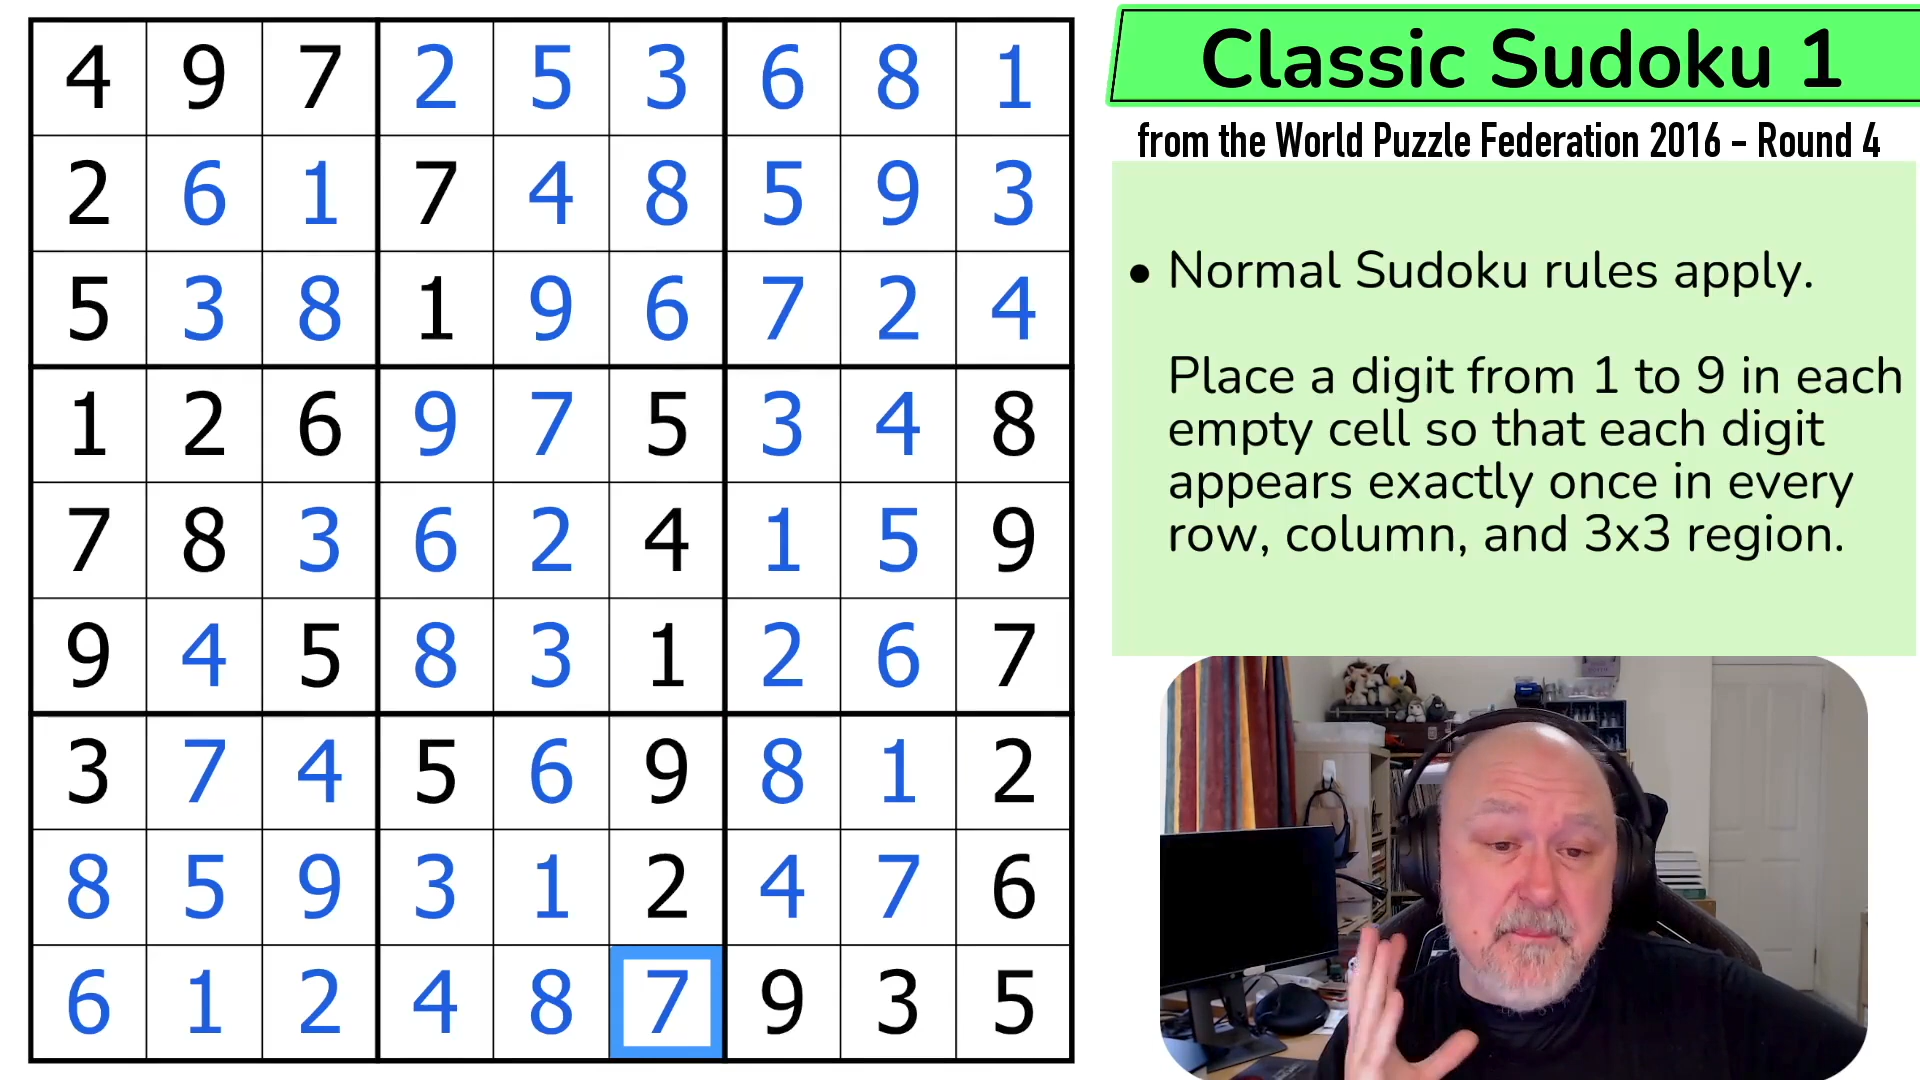 4 9 7 2 5 3 6 8 1
2 6 1 7 4 8 5 9 3
5 3 8 1 9 6 7 2 4
1 2 6 9 7 5 3 4 8
7 8 3 6 2 4 1 5 9
9 4 5 8 3 1 2 6 7
3 7 4 5 6 9 8 1 2
8 5 9 3 1 2 4 7 6
6 1 2 4 8 7 9 3 5
Classic Sudoku 1
from the World Puzzle Federation 2016 - Round 4
• Normal Sudoku rules apply.
Place a digit from 1 to 9 in each
empty cell so that each digit
appears exactly once in every
row, column, and 3x3 region.